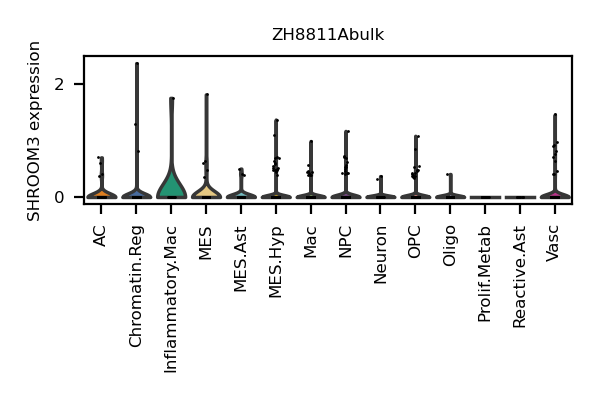 ZH8811Abulk
SHROOM3 expression
2
0
AC
Chromatin.Reg
Inflammatory.Mac
MES
MES.Ast
MES.Hyp
Mac
NPC
Neuron
OPC
Oligo
Prolif.Metab
Reactive.Ast
Vasc